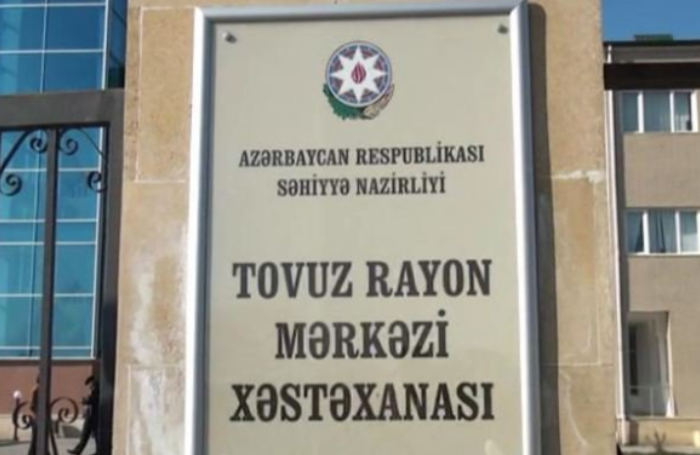 AZƏRBAYCAN RESPUBLİKASI
SƏHİYYƏ NAZİRLİYİ
TOVUZ RAYON
MƏRKƏZİ
XƏSTƏXANASI